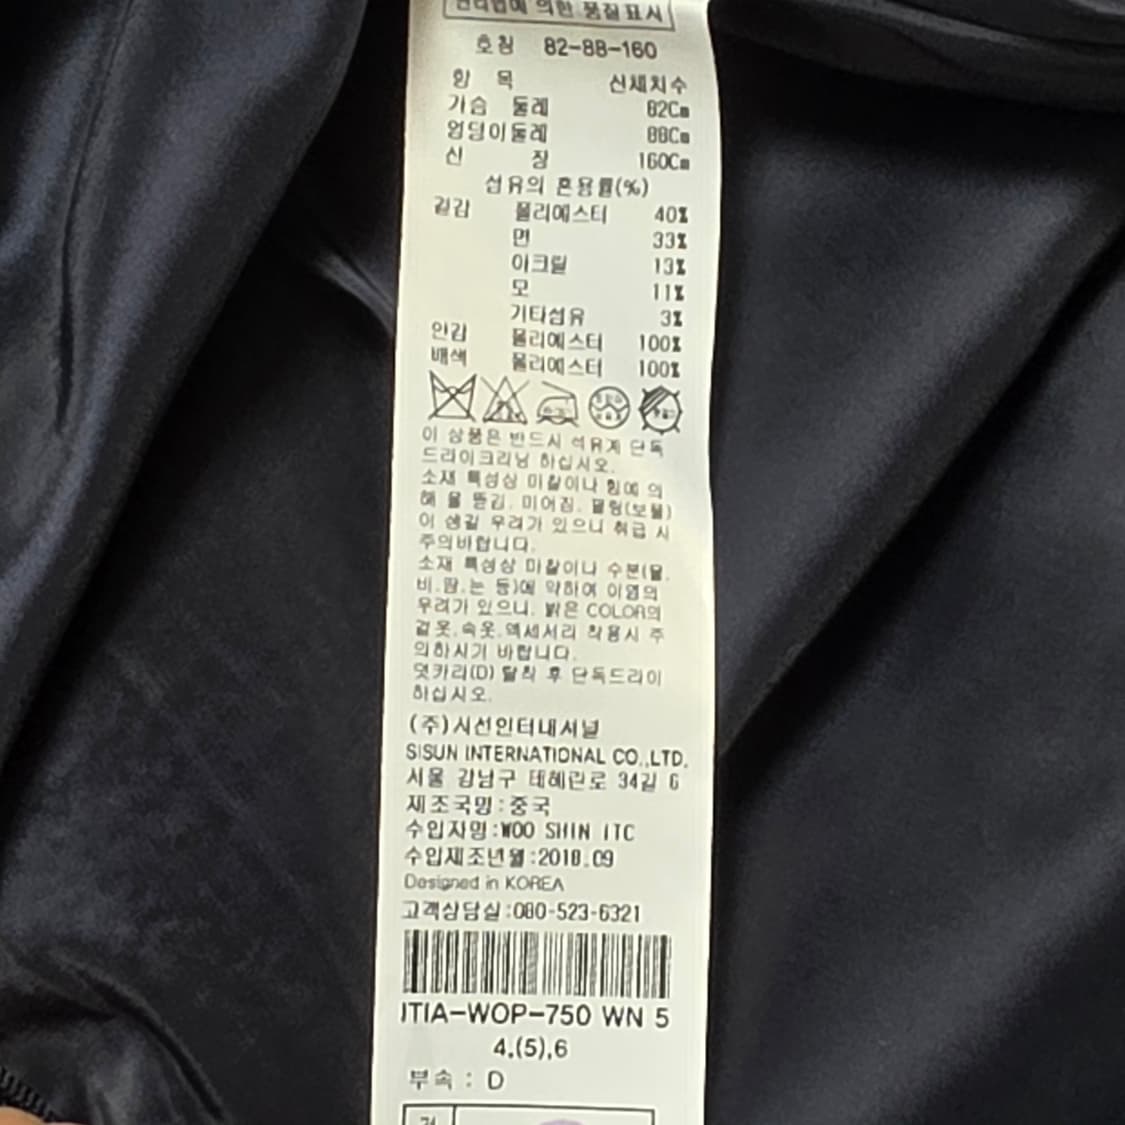 관리법에 의한 품질표시
호칭 82-88-160
항 목 신체치수
가슴 둘레 82Cm
엉덩이둘레 88Cm
신 장 160Cm
섬유의 혼용률(%)
겉감 폴리에스터 40%
면 33%
아크릴 13%
모 11%
기타섬유 3%
안감 폴리에스터 100%
배색 폴리에스터 100%
이 상품은 반드시 석유계 단독
드라이크리닝 하십시오.
소재 특성상 마찰이나 힘에 의
해 올 뜯김, 미어짐, 필링(보풀)
이 생길 우려가 있으니 취급 시
주의바랍니다.
소재 특성상 마찰이나 수분(물,
비,땀,눈 등)에 약하여 이염의
우려가 있으니, 밝은 COLOR의
겉옷,속옷,액세서리 착용시 주
의하시기 바랍니다.
덧카라(D) 탈착 후 단독드라이
하십시오.
(주)시선인터내셔널
SISUN INTERNATIONAL CO.,LTD.
서울 강남구 테헤란로 34길 6
제조국명:중국
수입자명:WOO SHIN ITC
수입제조년월:2018.09
Designed in KOREA
고객상담실:080-523-6321
ITIA-WOP-750 WN 5
4,(5),6
부속 : D